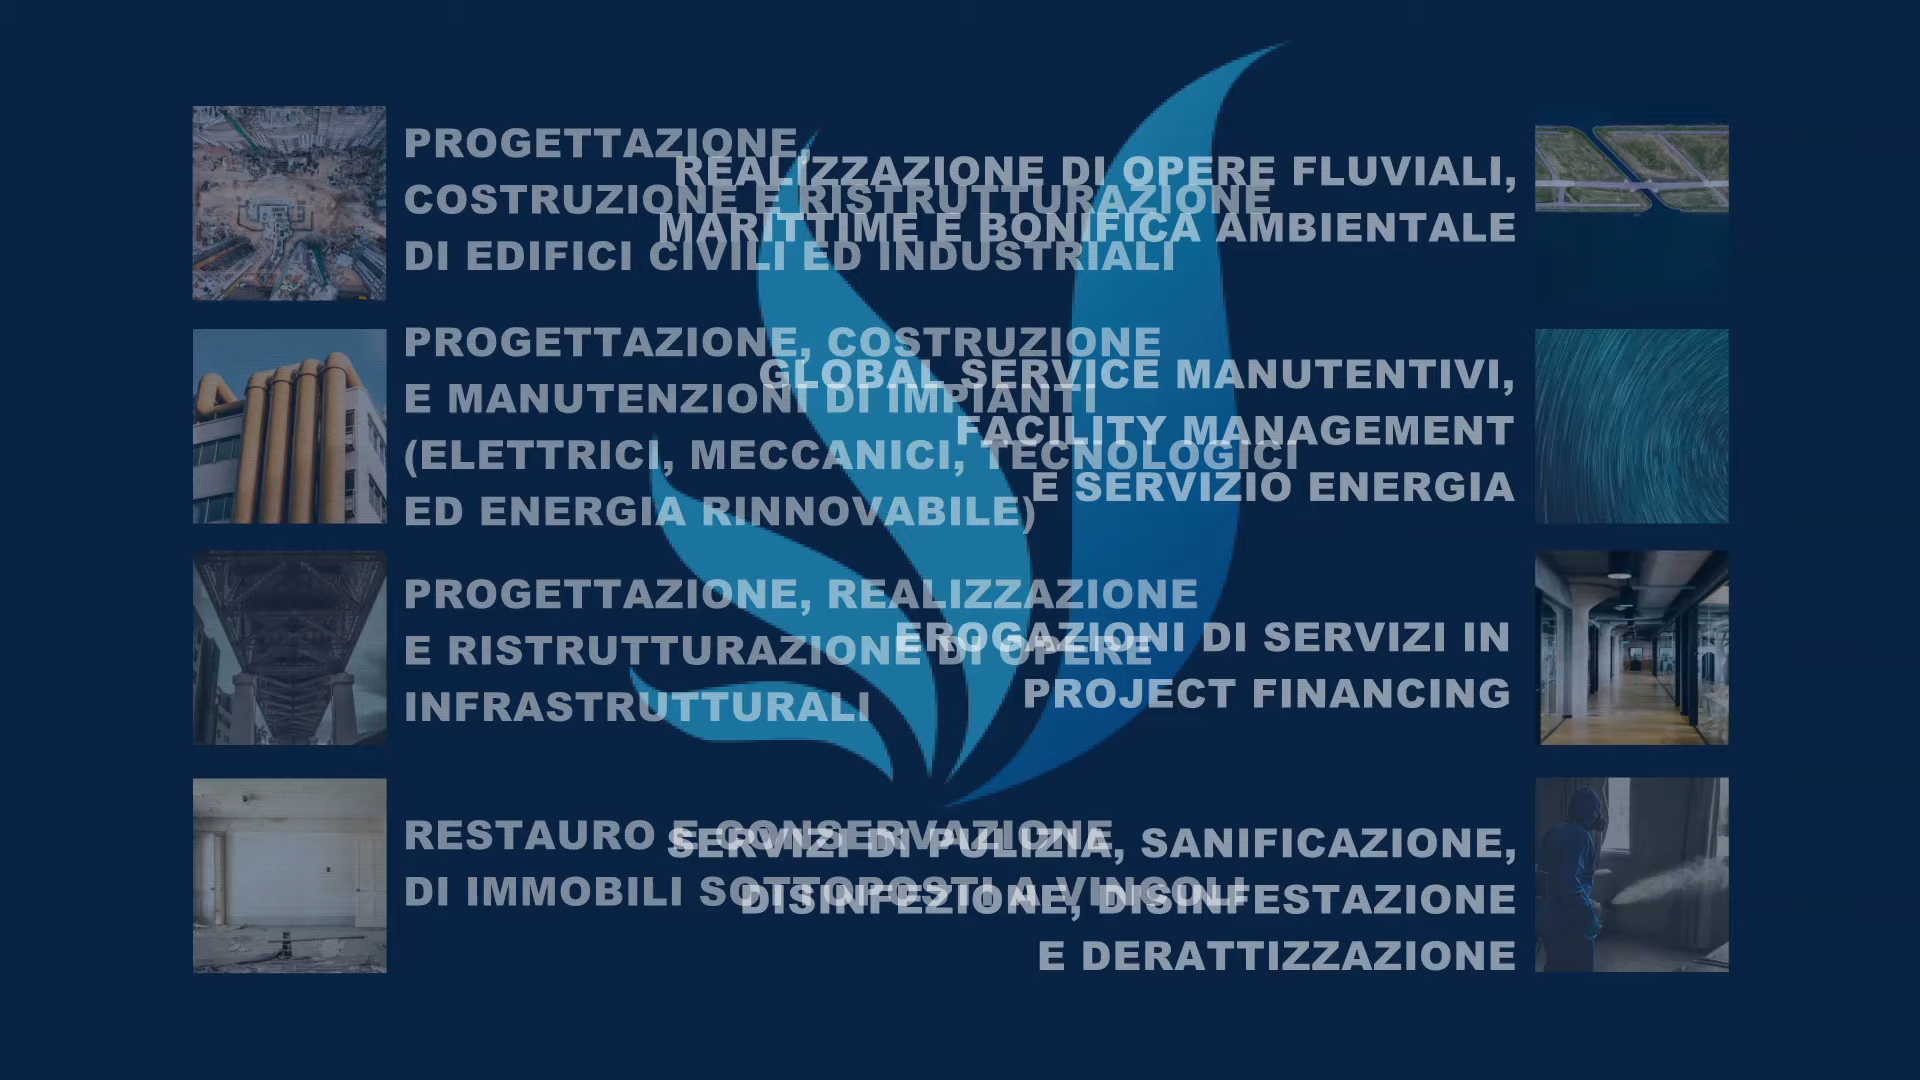 PROGETTAZIONE,
COSTRUZIONE E RISTRUTTURAZIONE
DI EDIFICI CIVILI ED INDUSTRIALI
PROGETTAZIONE, COSTRUZIONE
E MANUTENZIONI DI IMPIANTI
(ELETTRICI, MECCANICI, TECNOLOGICI
ED ENERGIA RINNOVABILE)
PROGETTAZIONE, REALIZZAZIONE
E RISTRUTTURAZIONE DI OPERE
INFRASTRUTTURALI
RESTAURO E CONSERVAZIONE
DI IMMOBILI SOTTOPOSTI A VINCOLI
REALIZZAZIONE DI OPERE FLUVIALI,
MARITTIME E BONIFICA AMBIENTALE
GLOBAL SERVICE MANUTENTIVI,
FACILITY MANAGEMENT
E SERVIZIO ENERGIA
EROGAZIONI DI SERVIZI IN
PROJECT FINANCING
SERVIZI DI PULIZIA, SANIFICAZIONE,
DISINFEZIONE, DISINFESTAZIONE
E DERATTIZZAZIONE